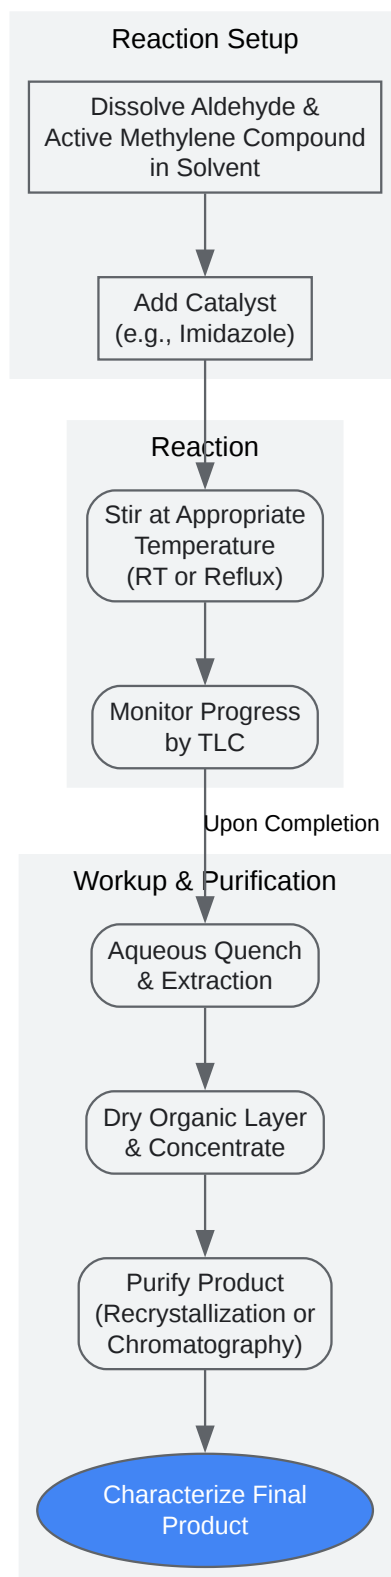 Reaction Setup
Dissolve Aldehyde &
Active Methylene Compound
in Solvent
Add Catalyst
(e.g., Imidazole)
Reaction
Stir at Appropriate
Temperature
(RT or Reflux)
Monitor Progress
by TLC
Upon Completion
Workup & Purification
Aqueous Quench
& Extraction
Dry Organic Layer
& Concentrate
Purify Product
(Recrystallization or
Chromatography)
Characterize Final
Product